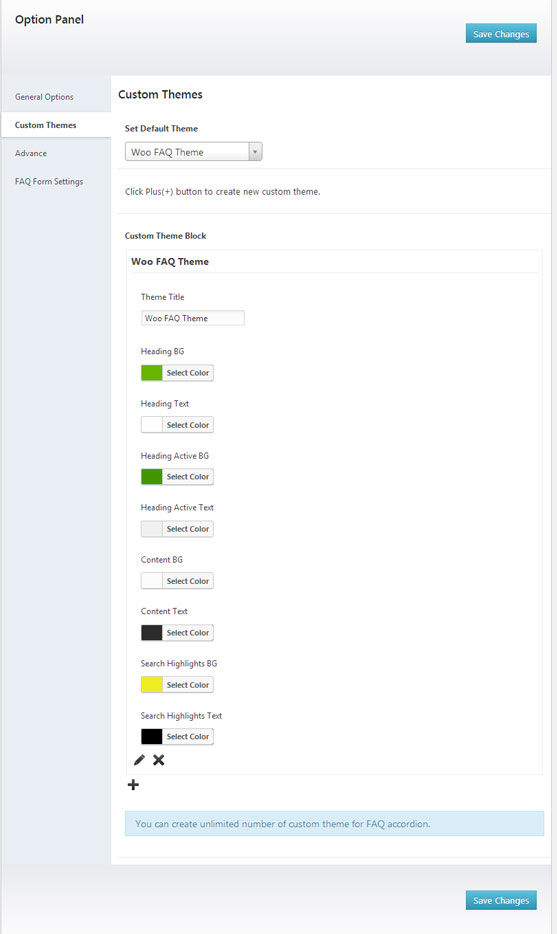 Option Panel
Save Changes
General Options
Custom Themes
Advance
FAQ Form Settings
Custom Themes
Set Default Theme
Woo FAQ Theme
Click Plus(+) button to create new custom theme.
Custom Theme Block
Woo FAQ Theme
Theme Title
Woo FAQ Theme
Heading BG
Select Color
Heading Text
Select Color
Heading Active BG
Select Color
Heading Active Text
Select Color
Content BG
Select Color
Content Text
Select Color
Search Highlights BG
Select Color
Search Highlights Text
Select Color
You can create unlimited number of custom theme for FAQ accordion.
Save Changes